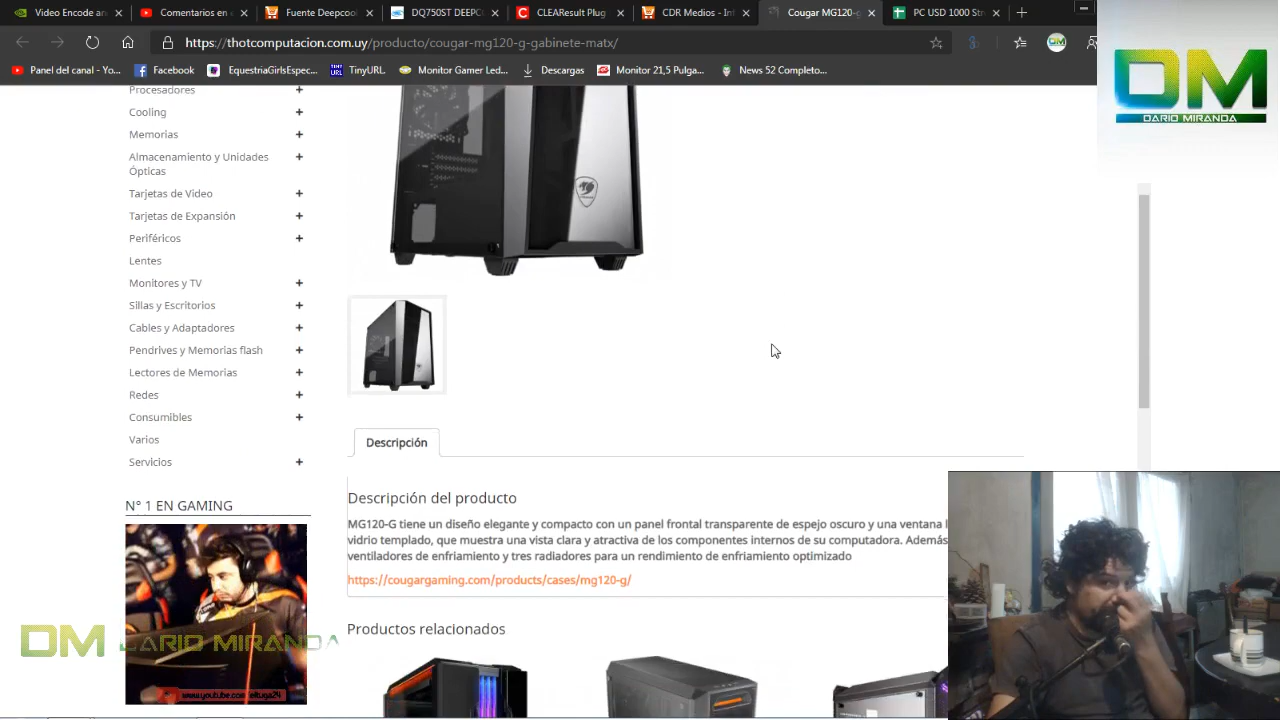 Video Encode an
Comentarios en
Fuente Deepcoo
DQ750ST DEEPC
CLEAResult Plug
CDR Medios - Inf
Cougar MG120-g
PC USD 1000 Stre
https://thotcomputacion.com.uy/producto/cougar-mg120-g-gabinete-matx/
Panel del canal - Yo...
Facebook
EquestriaGirlsEspec...
TinyURL
Monitor Gamer Led...
Descargas
Monitor 21,5 Pulga...
News 52 Completo...
DM
DARIO MIRANDA
Procesadores
Cooling
Memorias
Almacenamiento y Unidades
Ópticas
Tarjetas de Video
Tarjetas de Expansión
Periféricos
Lentes
Monitores y TV
Sillas y Escritorios
Cables y Adaptadores
Pendrives y Memorias flash
Lectores de Memorias
Redes
Consumibles
Varios
Servicios
N° 1 EN GAMING
www.youtube.com/elkuga24
DM DARIO MIRANDA
Descripción
Descripción del producto
MG120-G tiene un diseño elegante y compacto con un panel frontal transparente de espejo oscuro y una ventana l
vidrio templado, que muestra una vista clara y atractiva de los componentes internos de su computadora. Además
ventiladores de enfriamiento y tres radiadores para un rendimiento de enfriamiento optimizado
https://cougargaming.com/products/cases/mg120-g/
Productos relacionados